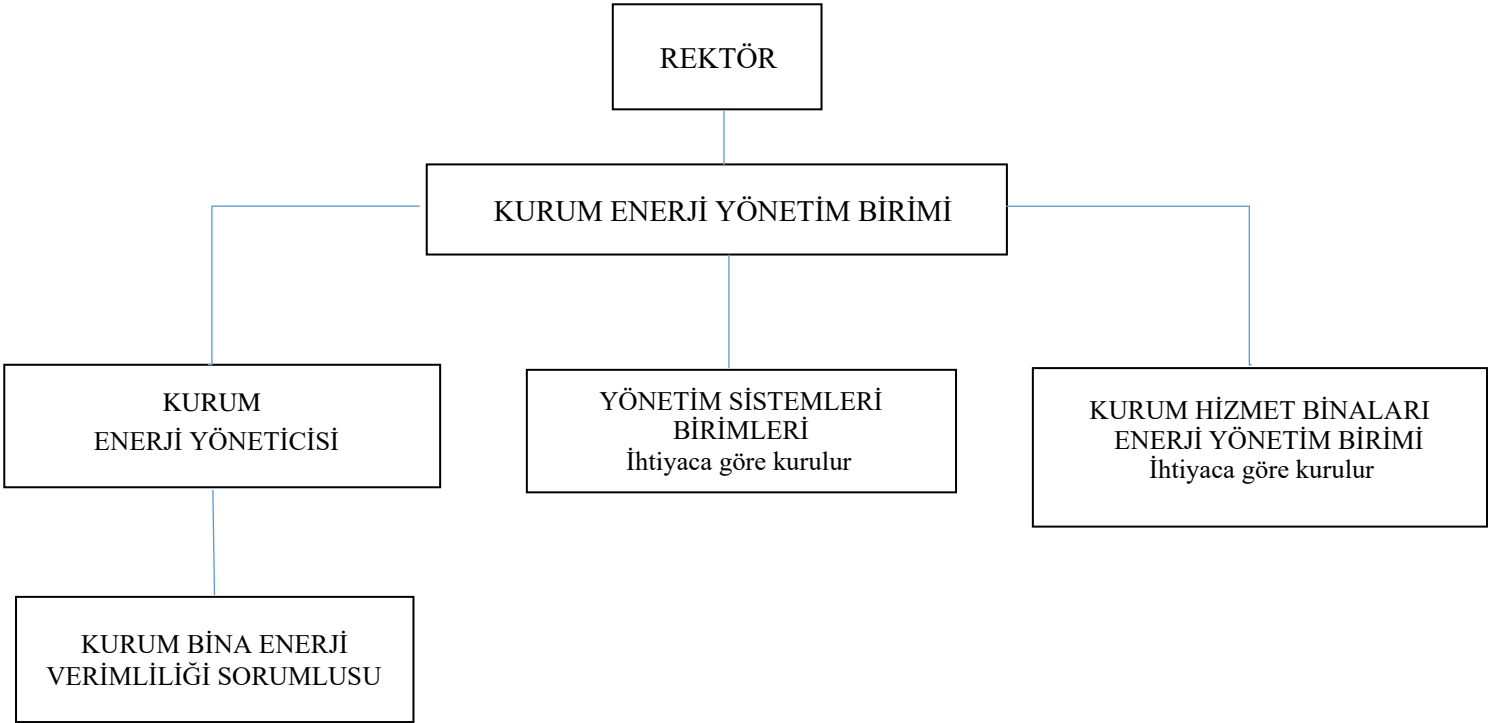 REKTÖR
KURUM ENERJİ YÖNETİM BİRİMİ
KURUM
ENERJİ YÖNETİCİSİ
YÖNETİM SİSTEMLERİ
BİRİMLERİ
İhtiyaca göre kurulur
KURUM HİZMET BİNALARI
ENERJİ YÖNETİM BİRİMİ
İhtiyaca göre kurulur
KURUM BİNA ENERJİ
VERİMLİLİĞİ SORUMLUSU